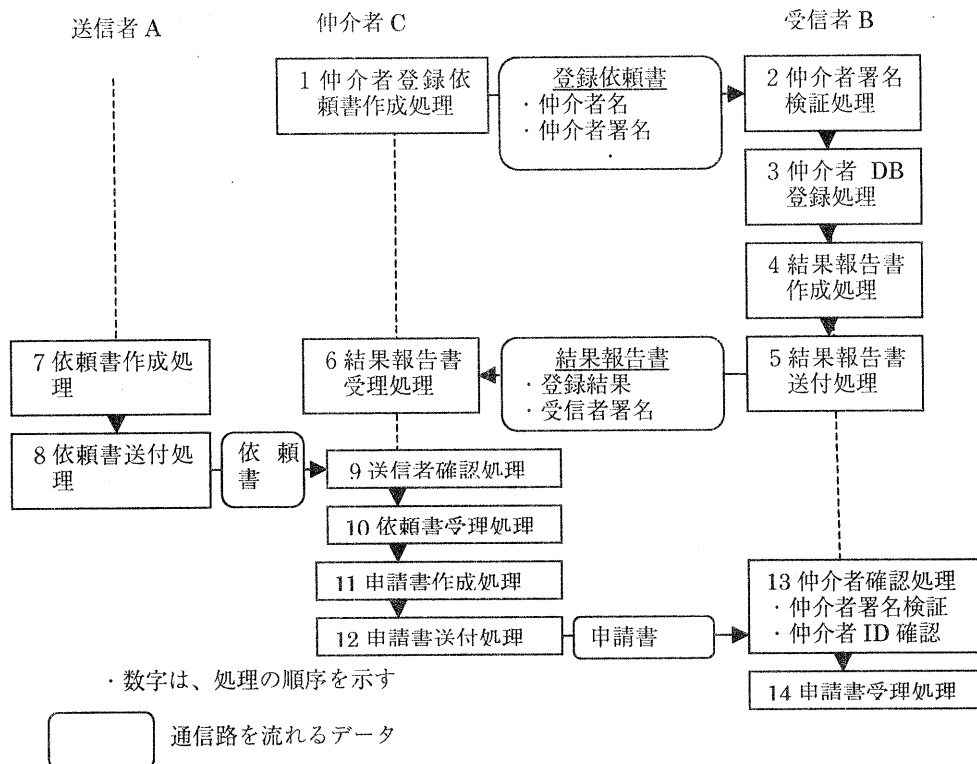 送信者 A
仲介者 C
受信者 B
1 仲介者登録依
頼書作成処理
登録依頼書
・仲介者名
・仲介者署名
2 仲介者署名
検証処理
3 仲介者 DB
登録処理
4 結果報告書
作成処理
5 結果報告書
送付処理
結果報告書
・登録結果
・受信者署名
6 結果報告書
受理処理
7 依頼書作成処
理
8 依頼書送付処
理
依頼
書
9 送信者確認処理
10 依頼書受理処理
11 申請書作成処理
12 申請書送付処理
申請書
13 仲介者確認処理
・仲介者署名検証
・仲介者 ID 確認
14 申請書受理処理
・数字は、処理の順序を示す
通信路を流れるデータ